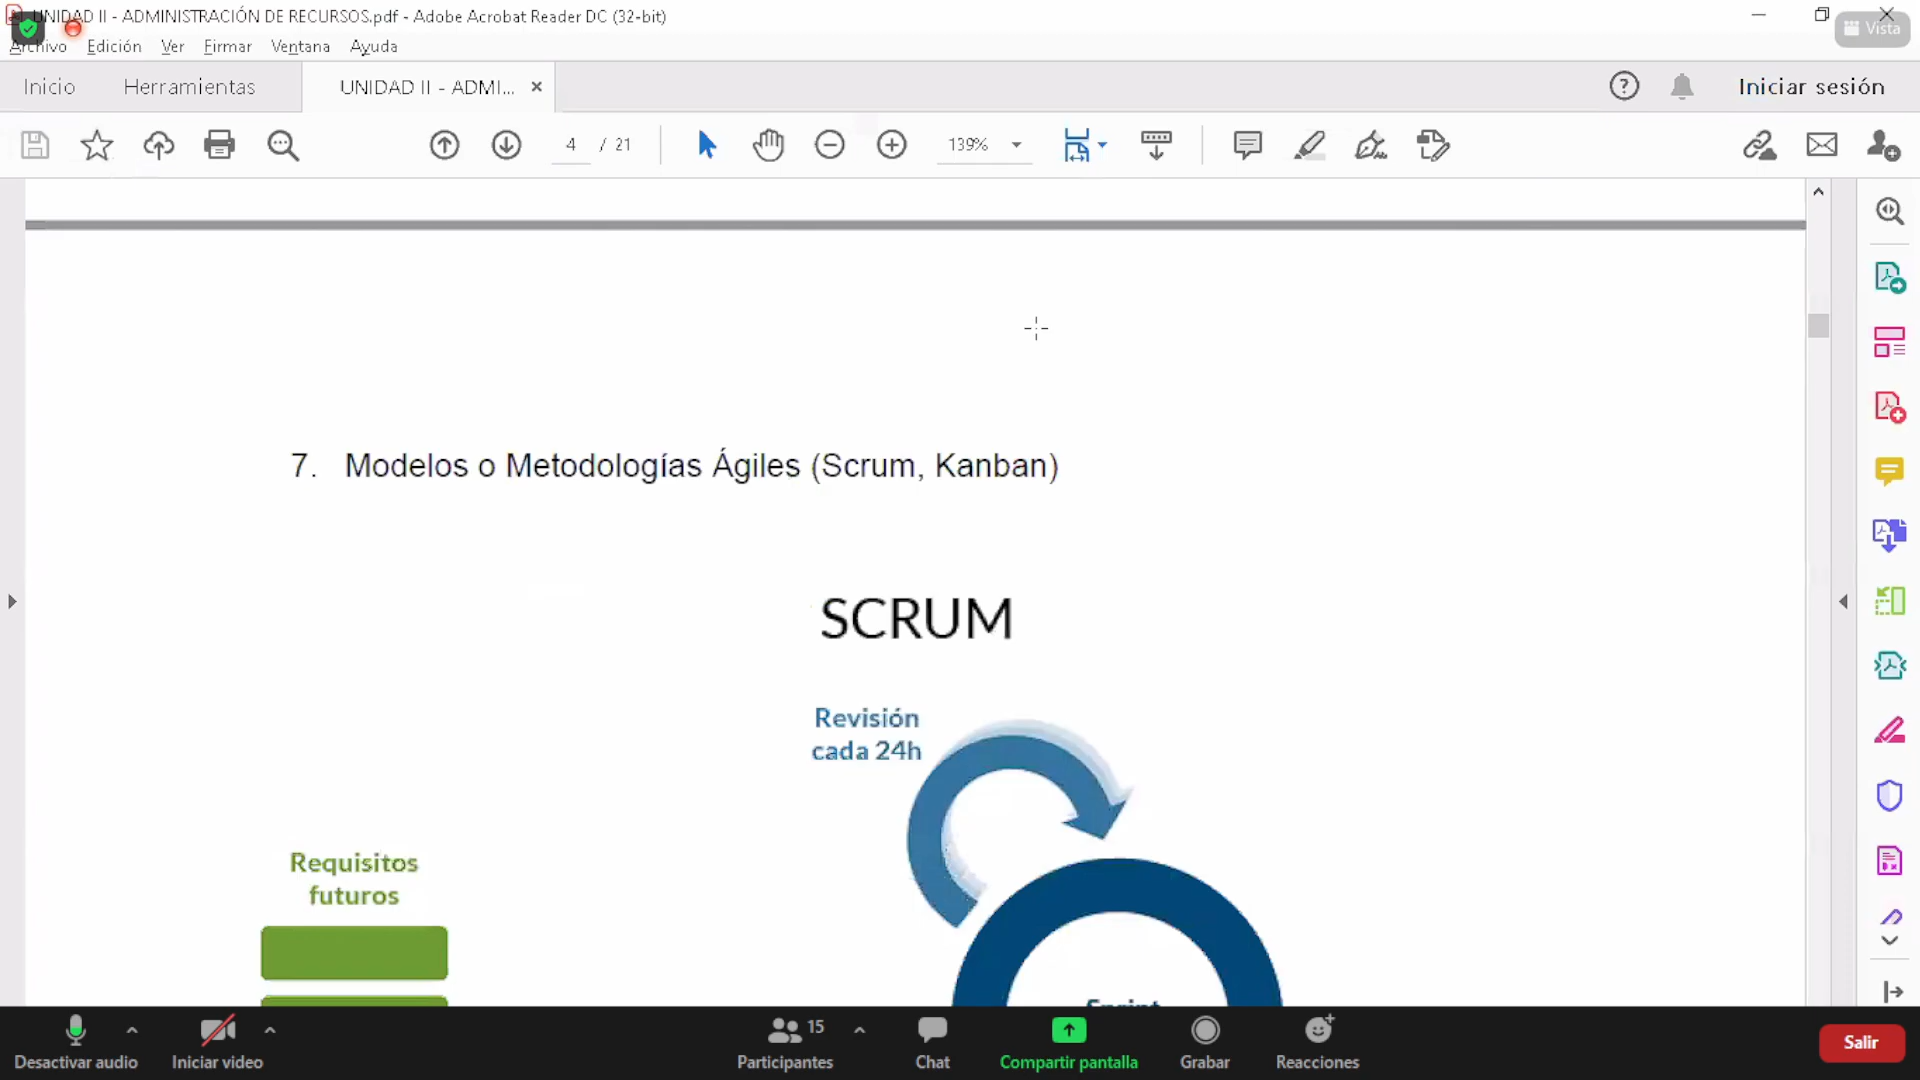 UNIDAD II - ADMINISTRACIÓN DE RECURSOS.pdf - Adobe Acrobat Reader DC (32-bit)
Vista
Archivo Edición Ver Firmar Ventana Ayuda
Inicio Herramientas UNIDAD II - ADMI... Iniciar sesión
4 / 21 139%
7. Modelos o Metodologías Ágiles (Scrum, Kanban)
SCRUM
Revisión
cada 24h
Requisitos
futuros
Sprint
15
Desactivar audio Iniciar video Participantes Chat Compartir pantalla Grabar Reacciones Salir